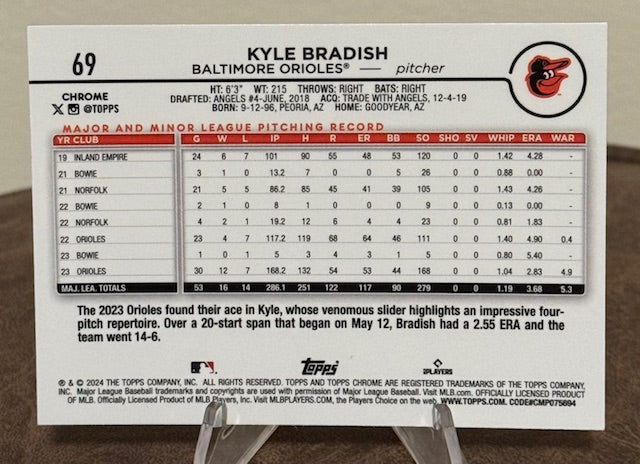 69
KYLE BRADISH
BALTIMORE ORIOLES® — pitcher
CHROME
X @TOPPS
HT: 6'3" WT: 215 THROWS: RIGHT BATS: RIGHT
DRAFTED: ANGELS #4-JUNE, 2018 ACQ: TRADE WITH ANGELS, 12-4-19
BORN: 9-12-96, PEORIA, AZ HOME: GOODYEAR, AZ
MAJOR AND MINOR LEAGUE PITCHING RECORD
YR CLUB G W L IP H R ER BB SO SHO SV WHIP ERA WAR
19 INLAND EMPIRE 24 6 7 101 90 55 48 53 120 0 0 1.42 4.28 -
21 BOWIE 3 1 0 13.2 7 0 0 5 26 0 0 0.88 0.00 -
21 NORFOLK 21 5 5 86.2 85 45 41 39 105 0 0 1.43 4.26 -
22 BOWIE 2 1 0 8 1 0 0 0 9 0 0 0.13 0.00 -
22 NORFOLK 4 2 1 19.2 12 6 4 4 23 0 0 0.81 1.83 -
22 ORIOLES 23 4 7 117.2 119 68 64 46 111 0 0 1.40 4.90 0.4
23 BOWIE 1 0 1 5 3 4 3 1 5 0 0 0.80 5.40 -
23 ORIOLES 30 12 7 168.2 132 54 53 44 168 0 0 1.04 2.83 4.9
MAJ. LEA. TOTALS 53 16 14 286.1 251 122 117 90 279 0 0 1.19 3.68 5.3
The 2023 Orioles found their ace in Kyle, whose venomous slider highlights an impressive four-
pitch repertoire. Over a 20-start span that began on May 12, Bradish had a 2.55 ERA and the
team went 14-6.
Topps
PLAYERS
® & © 2024 THE TOPPS COMPANY, INC. ALL RIGHTS RESERVED. TOPPS AND TOPPS CHROME ARE REGISTERED TRADEMARKS OF THE TOPPS COMPANY,
INC. Major League Baseball trademarks and copyrights are used with permission of Major League Baseball. Visit MLB.com. OFFICIALLY LICENSED PRODUCT
OF MLB. Officially Licensed Product of MLB Players, Inc. Visit MLBPLAYERS.COM, the Players Choice on the web. WWW.TOPPS.COM. CODE#CMP075694